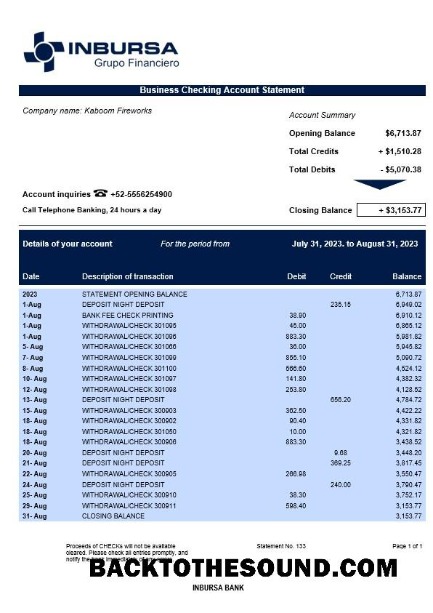 INBURSA
Grupo Financiero
Business Checking Account Statement
Company name: Kaboom Fireworks
Account Summary
Opening Balance $6,713.87
Total Credits + $1,510.28
Total Debits - $5,070.38
Account inquiries ☎ +52-5556254900
Call Telephone Banking, 24 hours a day
Closing Balance + $3,153.77
Details of your account For the period from July 31, 2023. to August 31, 2023
Date Description of transaction Debit Credit Balance
2023 STATEMENT OPENING BALANCE 6,713.87
1-Aug DEPOSIT NIGHT DEPOSIT 235.15 6,949.02
1-Aug BANK FEE CHECK PRINTING 38.90 6,910.12
1-Aug WITHDRAWAL/CHECK 301095 45.00 6,865.12
1-Aug WITHDRAWAL/CHECK 301096 883.30 5,981.82
5- Aug WITHDRAWAL/CHECK 301066 36.00 5,945.82
7- Aug WITHDRAWAL/CHECK 301099 855.10 5,090.72
8- Aug WITHDRAWAL/CHECK 301100 566.60 4,524.12
10- Aug WITHDRAWAL/CHECK 301097 141.80 4,382.32
12- Aug WITHDRAWAL/CHECK 301098 253.80 4,128.52
13- Aug DEPOSIT NIGHT DEPOSIT 656.20 4,784.72
15- Aug WITHDRAWAL/CHECK 300903 362.50 4,422.22
18- Aug WITHDRAWAL/CHECK 300902 90.40 4,331.82
18- Aug WITHDRAWAL/CHECK 301050 10.00 4,321.82
18- Aug WITHDRAWAL/CHECK 300906 883.30 3,438.52
20- Aug DEPOSIT NIGHT DEPOSIT 9.68 3,448.20
21- Aug DEPOSIT NIGHT DEPOSIT 369.25 3,817.45
22- Aug WITHDRAWAL/CHECK 300905 266.98 3,550.47
24- Aug DEPOSIT NIGHT DEPOSIT 240.00 3,790.47
25- Aug WITHDRAWAL/CHECK 300910 38.30 3,752.17
29- Aug WITHDRAWAL/CHECK 300911 598.40 3,153.77
31- Aug CLOSING BALANCE 3,153.77
Proceeds of CHECKs will not be available Statement No. 133 Page 1 of 1
cleared. Please check all entries promptly, and
notify the bank
BACKTOTHESOUND.COM
INBURSA BANK